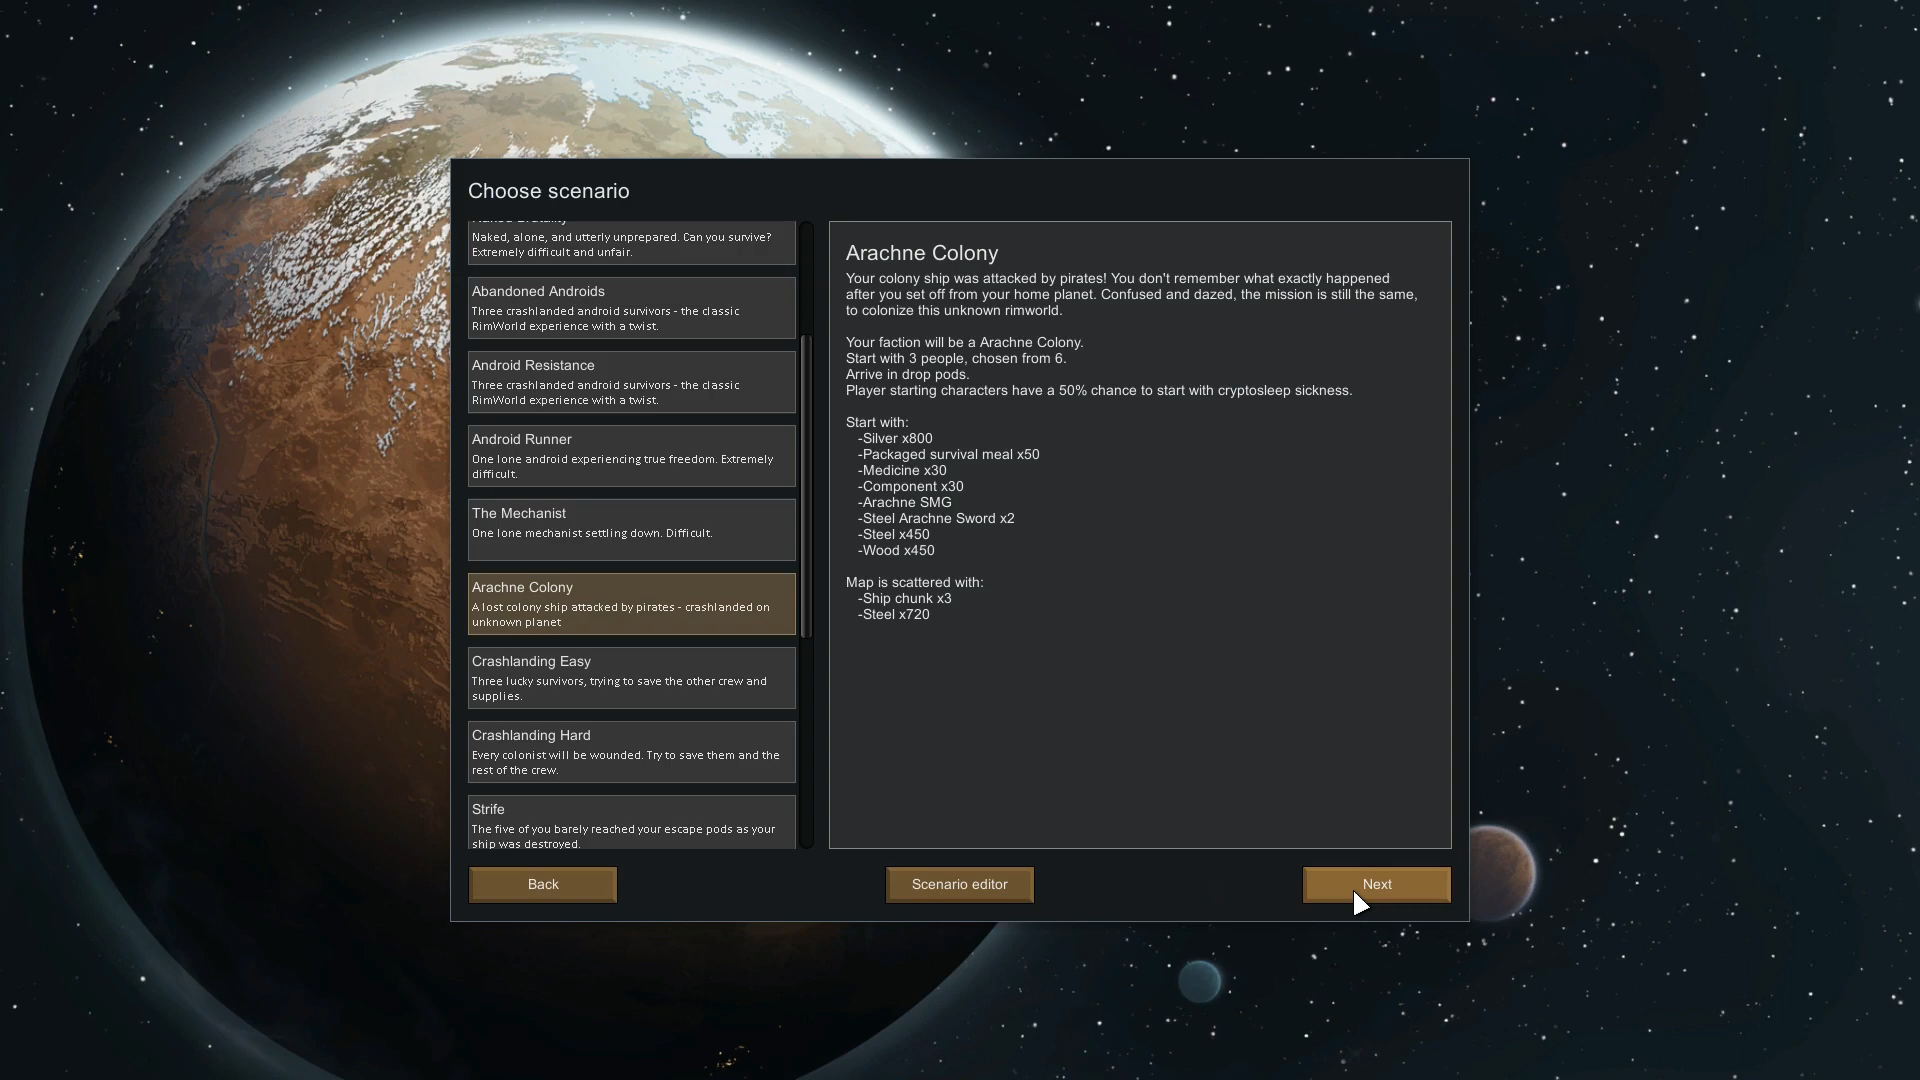 Choose scenario
Naked Brutality
Naked, alone, and utterly unprepared. Can you survive?
Extremely difficult and unfair.
Abandoned Androids
Three crashlanded android survivors - the classic
RimWorld experience with a twist.
Android Resistance
Three crashlanded android survivors - the classic
RimWorld experience with a twist.
Android Runner
One lone android experiencing true freedom. Extremely
difficult.
The Mechanist
One lone mechanist settling down. Difficult.
Arachne Colony
A lost colony ship attacked by pirates - crashlanded on
unknown planet
Crashlanding Easy
Three lucky survivors, trying to save the other crew and
supplies.
Crashlanding Hard
Every colonist will be wounded. Try to save them and the
rest of the crew.
Strife
The five of you barely reached your escape pods as your
ship was destroyed.
Arachne Colony
Your colony ship was attacked by pirates! You don't remember what exactly happened
after you set off from your home planet. Confused and dazed, the mission is still the same,
to colonize this unknown rimworld.
Your faction will be a Arachne Colony.
Start with 3 people, chosen from 6.
Arrive in drop pods.
Player starting characters have a 50% chance to start with cryptosleep sickness.
Start with:
-Silver x800
-Packaged survival meal x50
-Medicine x30
-Component x30
-Arachne SMG
-Steel Arachne Sword x2
-Steel x450
-Wood x450
Map is scattered with:
-Ship chunk x3
-Steel x720
Back
Scenario editor
Next